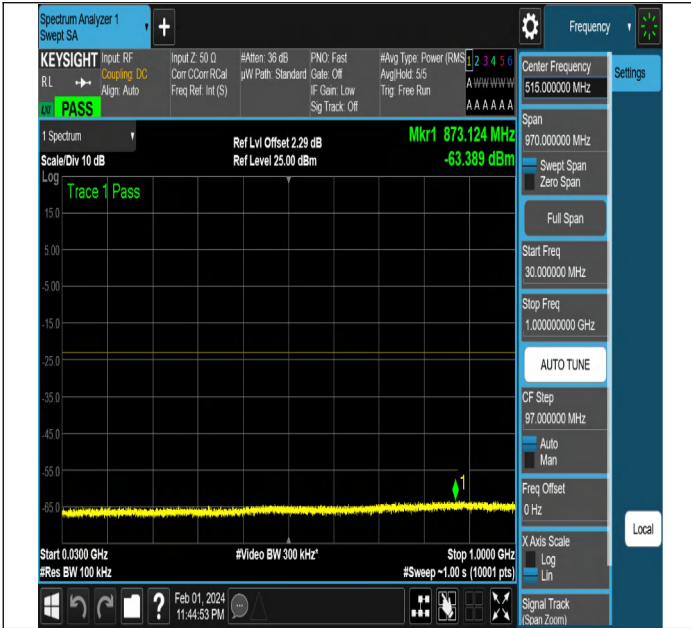 Spectrum Analyzer 1
Swept SA
+
Frequency
KEYSIGHT
RL
LXI
PASS
Input: RF
Coupling: DC
Align: Auto
Input Z: 50 Ω
Corr CCorr RCal
Freq Ref: Int (S)
#Atten: 36 dB
µW Path: Standard
PNO: Fast
Gate: Off
IF Gain: Low
Sig Track: Off
#Avg Type: Power (RMS
Avg|Hold: 5/5
Trig: Free Run
1 2 3 4 5 6
A W W W W W
A A A A A A
Center Frequency
515.000000 MHz
Settings
1 Spectrum
Scale/Div 10 dB
Ref Lvl Offset 2.29 dB
Ref Level 25.00 dBm
Mkr1 873.124 MHz
-63.389 dBm
Span
970.000000 MHz
Swept Span
Zero Span
Full Span
Start Freq
30.000000 MHz
Stop Freq
1.000000000 GHz
AUTO TUNE
CF Step
97.000000 MHz
Auto
Man
Freq Offset
0 Hz
X Axis Scale
Log
Lin
Signal Track
(Span Zoom)
Local
Log
Trace 1 Pass
15.0
5.00
-5.00
-15.0
-25.0
-35.0
-45.0
-55.0
-65.0
1
Start 0.0300 GHz
#Res BW 100 kHz
#Video BW 300 kHz*
Stop 1.0000 GHz
#Sweep ~1.00 s (10001 pts)
?
Feb 01, 2024
11:44:53 PM